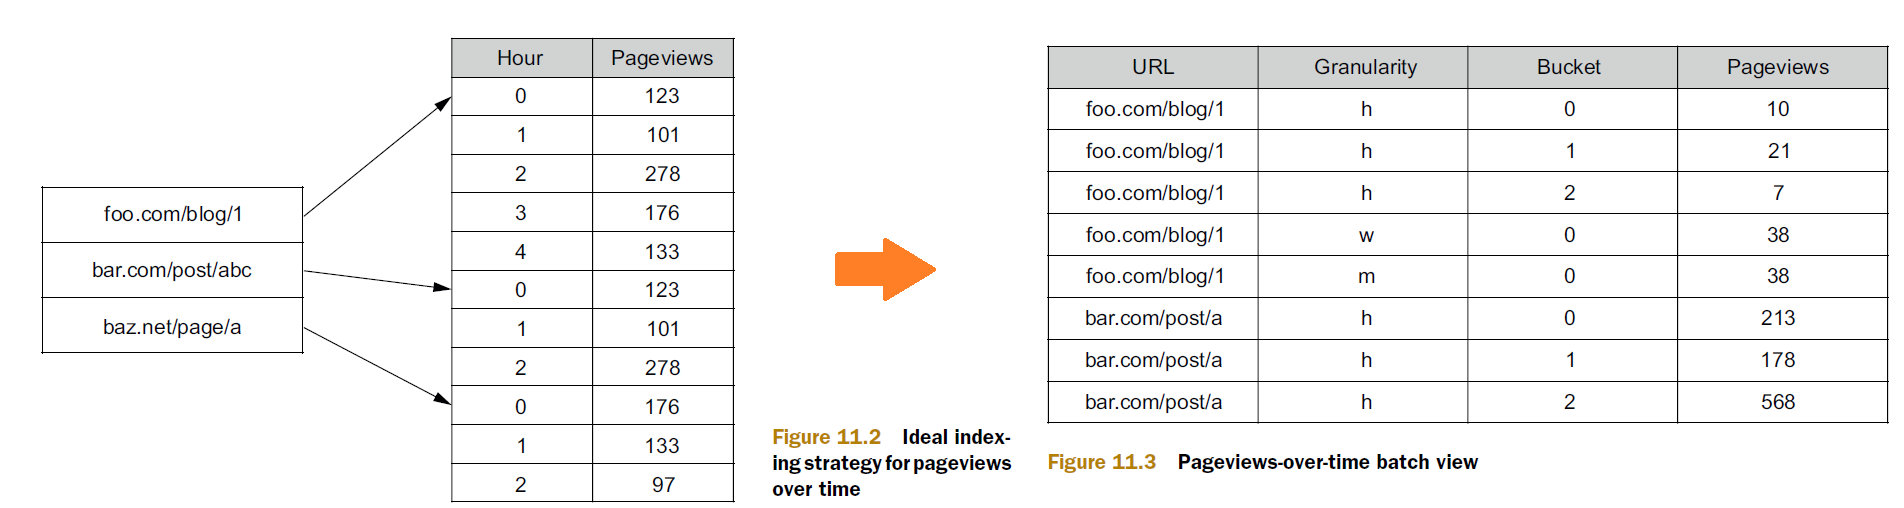 foo.com/blog/1
bar.com/post/abc
baz.net/page/a
Hour Pageviews
0 123
1 101
2 278
3 176
4 133
0 123
1 101
2 278
0 176
1 133
2 97
Figure 11.2 Ideal index-
ing strategy for pageviews
over time
URL Granularity Bucket Pageviews
foo.com/blog/1 h 0 10
foo.com/blog/1 h 1 21
foo.com/blog/1 h 2 7
foo.com/blog/1 w 0 38
foo.com/blog/1 m 0 38
bar.com/post/a h 0 213
bar.com/post/a h 1 178
bar.com/post/a h 2 568
Figure 11.3 Pageviews-over-time batch view